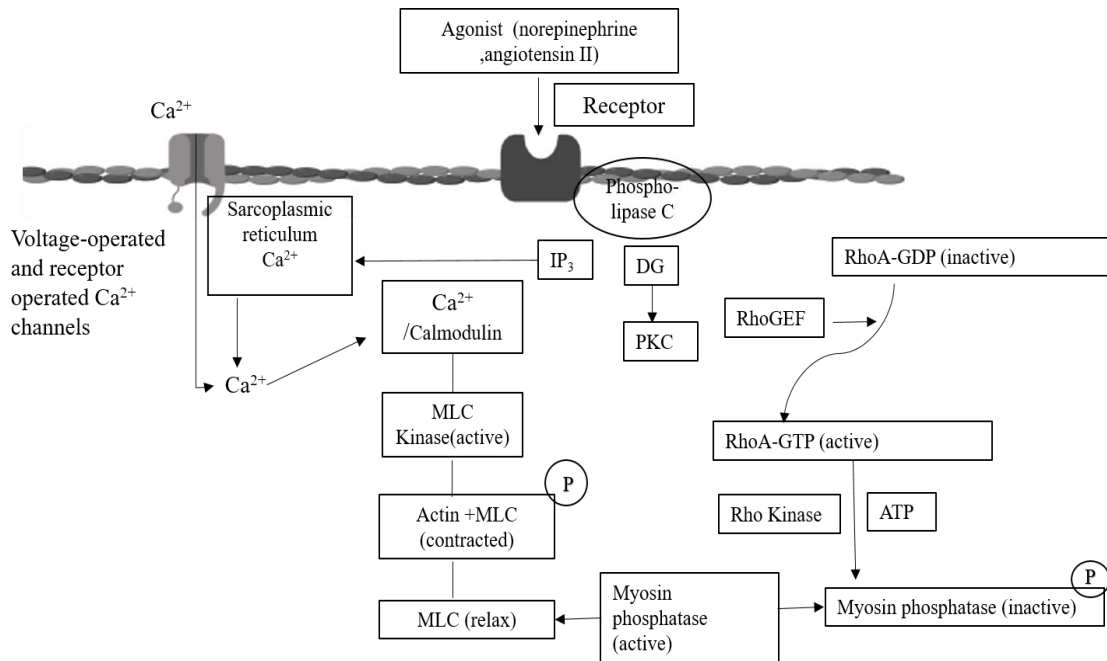 Agonist (norepinephrine
,angiotensin II)
Receptor
Ca²⁺
Phospho-
lipase C
Sarcoplasmic
reticulum
Ca²⁺
Voltage-operated
and receptor
operated Ca²⁺
channels
IP₃
DG
RhoA-GDP (inactive)
Ca²⁺
/Calmodulin
RhoGEF
PKC
Ca²⁺
MLC
Kinase(active)
RhoA-GTP (active)
P
Actin +MLC
(contracted)
Rho Kinase
ATP
P
Myosin
phosphatase
(active)
MLC (relax)
Myosin phosphatase (inactive)